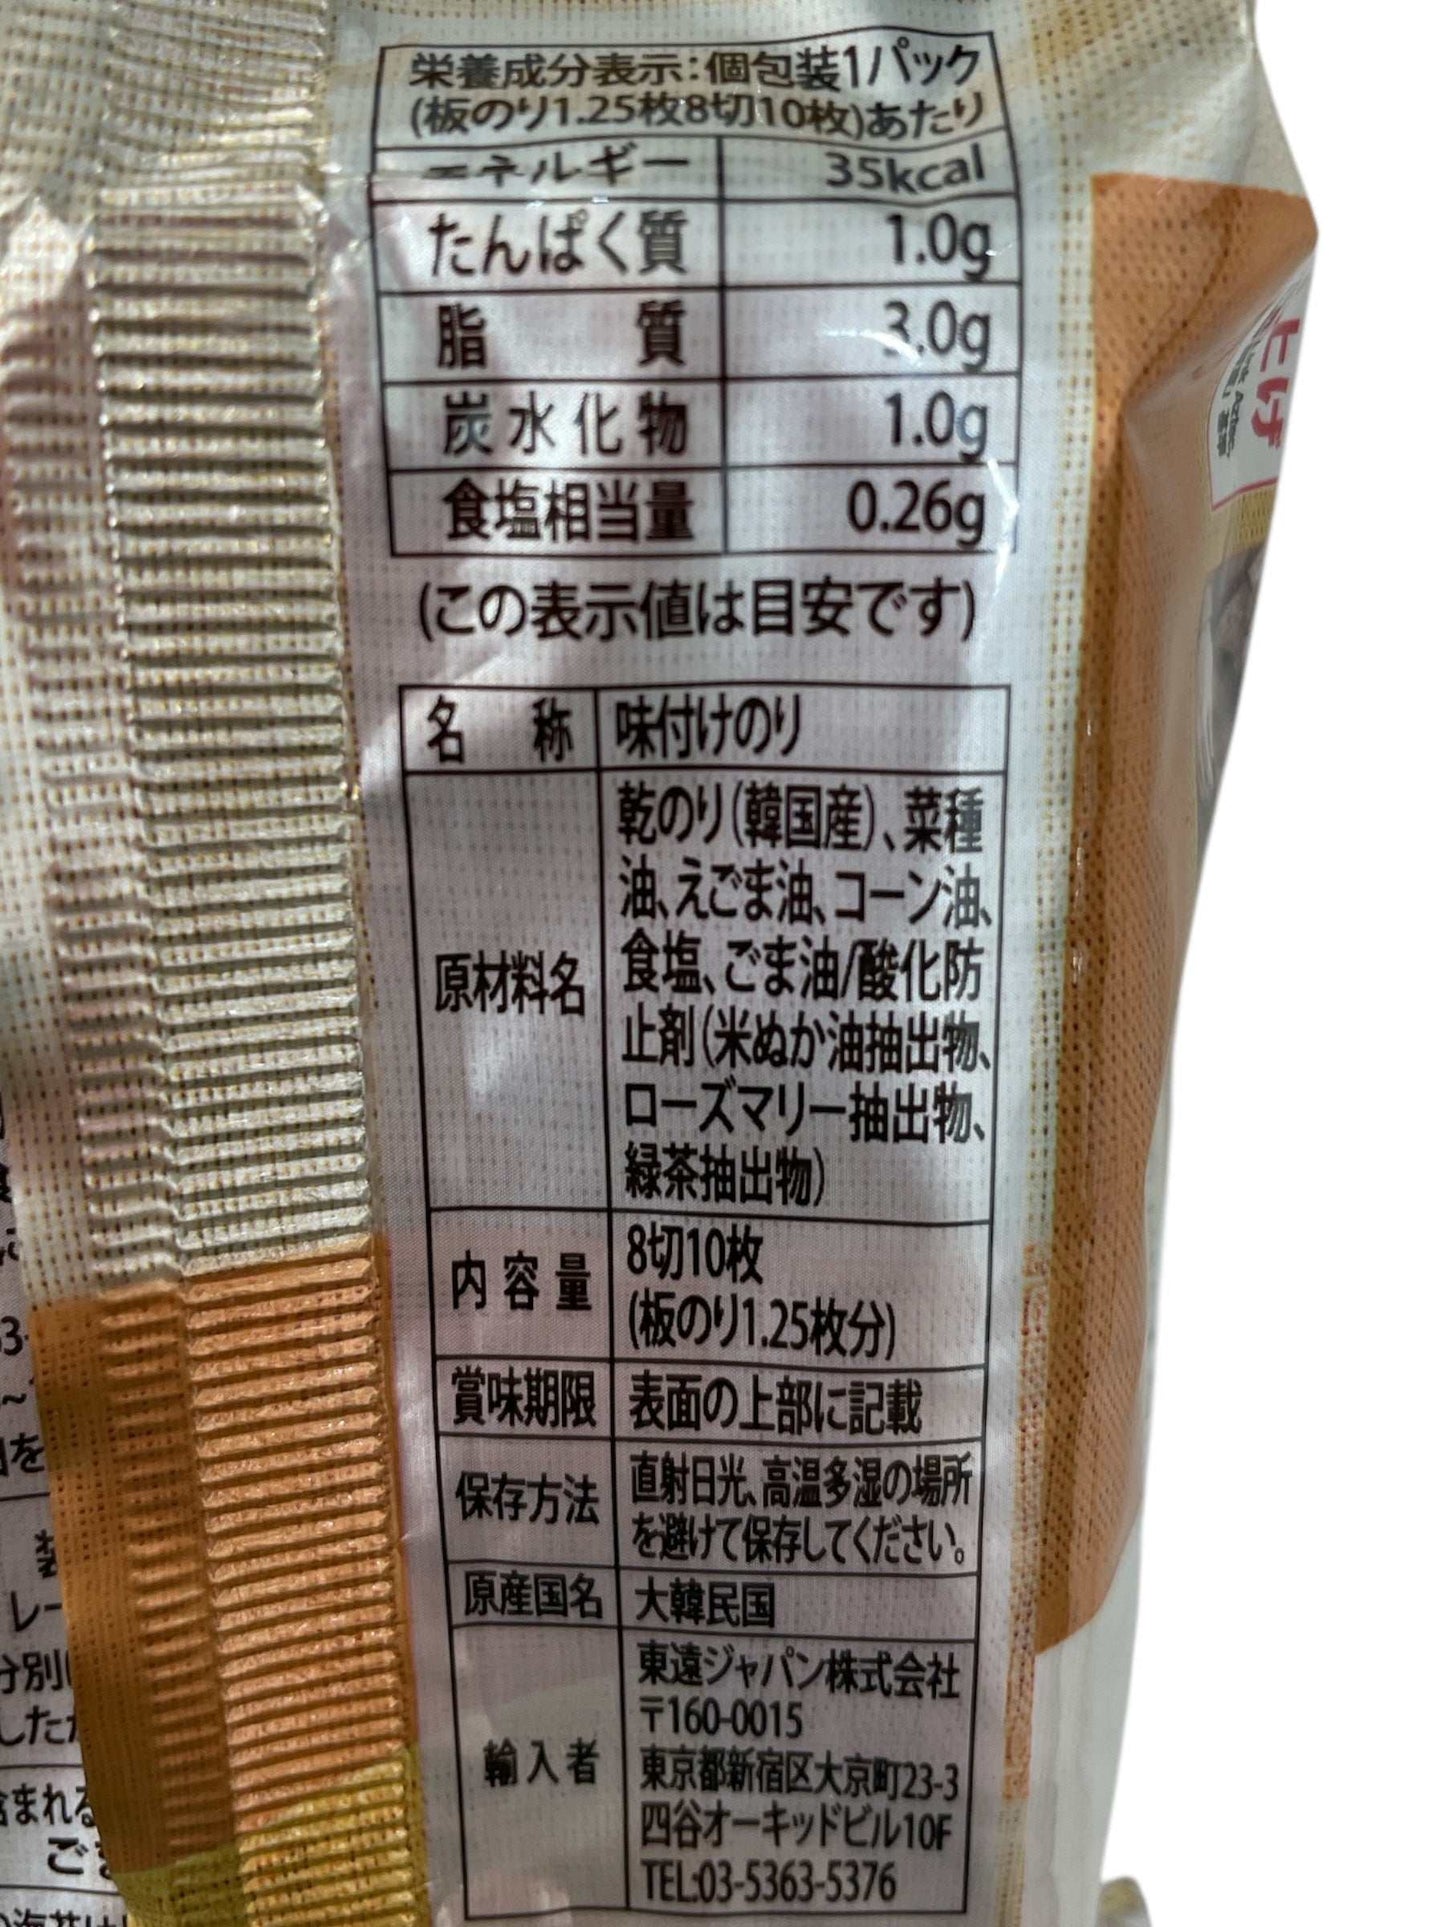 栄養成分表示:個包装1パック
(板のり1.25枚8切10枚)あたり
エネルギー 35kcal
たんぱく質 1.0g
脂質 3.0g
炭水化物 1.0g
食塩相当量 0.26g
(この表示値は目安です)
名称 味付けのり
原材料名 乾のり(韓国産)、菜種
油、えごま油、コーン油、
食塩、ごま油/酸化防
止剤(米ぬか油抽出物、
ローズマリー抽出物、
緑茶抽出物)
内容量 8切10枚
(板のり1.25枚分)
賞味期限 表面の上部に記載
保存方法 直射日光、高温多湿の場所
を避けて保存してください。
原産国名 大韓民国
輸入者 東遠ジャパン株式会社
〒160-0015
東京都新宿区大京町23-3
四谷オーキッドビル10F
TEL:03-5363-5376